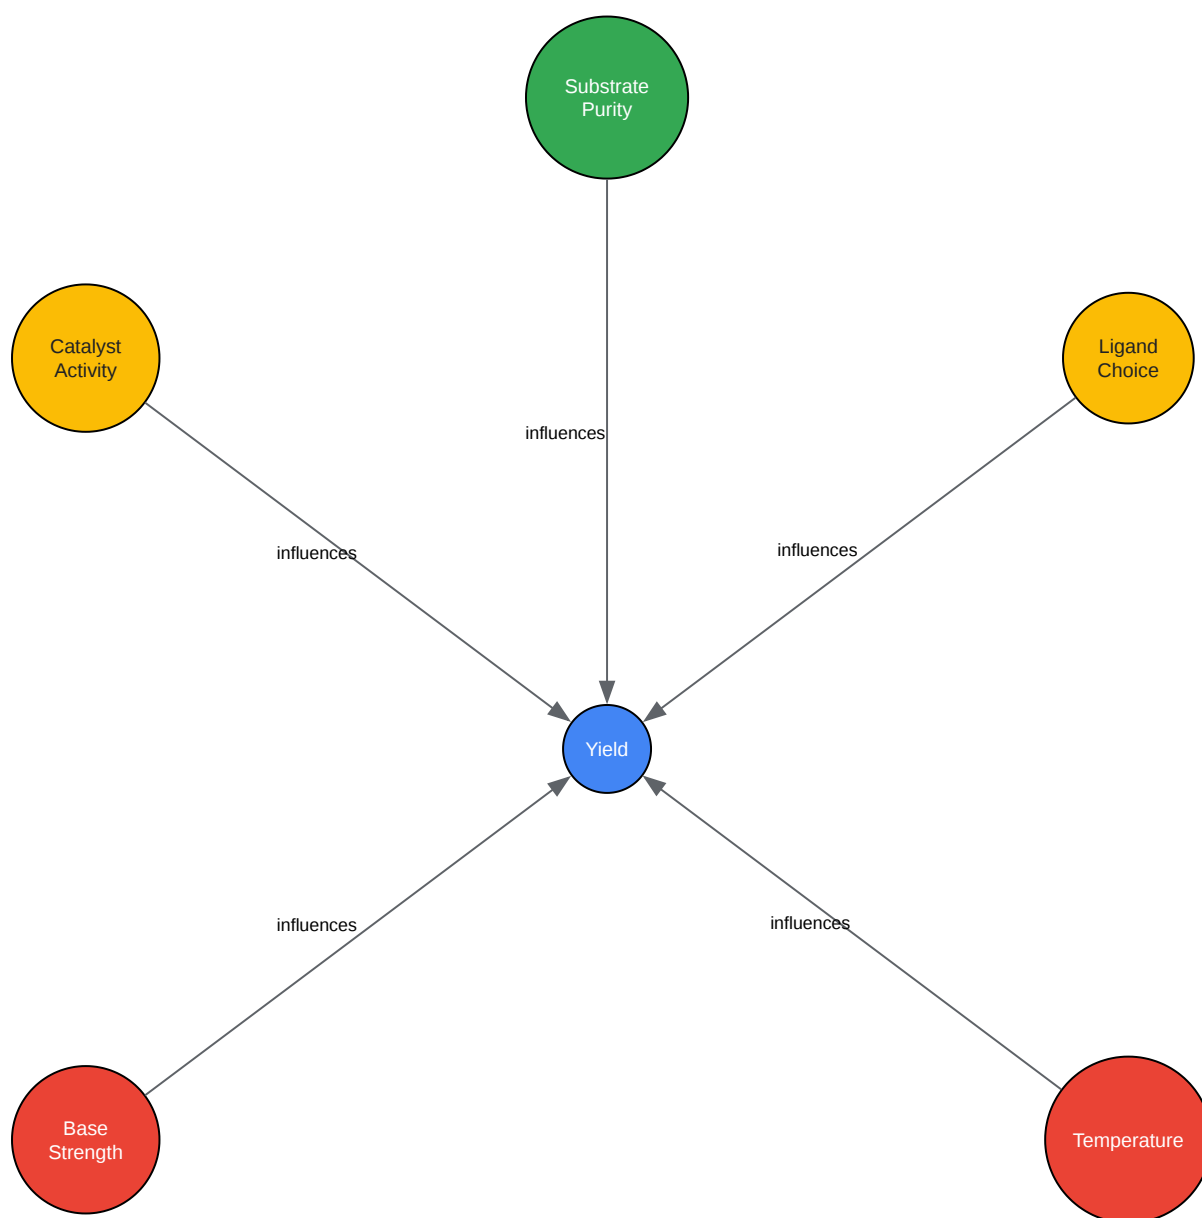 Substrate
Purity
Catalyst
Activity
Ligand
Choice
influences
influences
influences
Yield
influences
influences
Base
Strength
Temperature